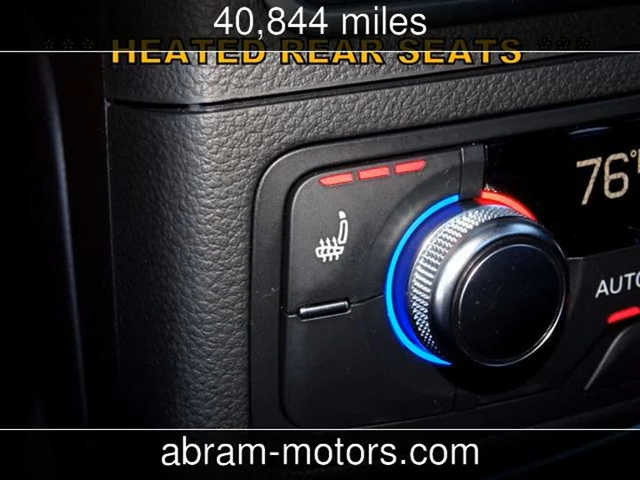 40,844 miles
*** HEATED REAR SEATS ***
76°
AUTO
abram-motors.com